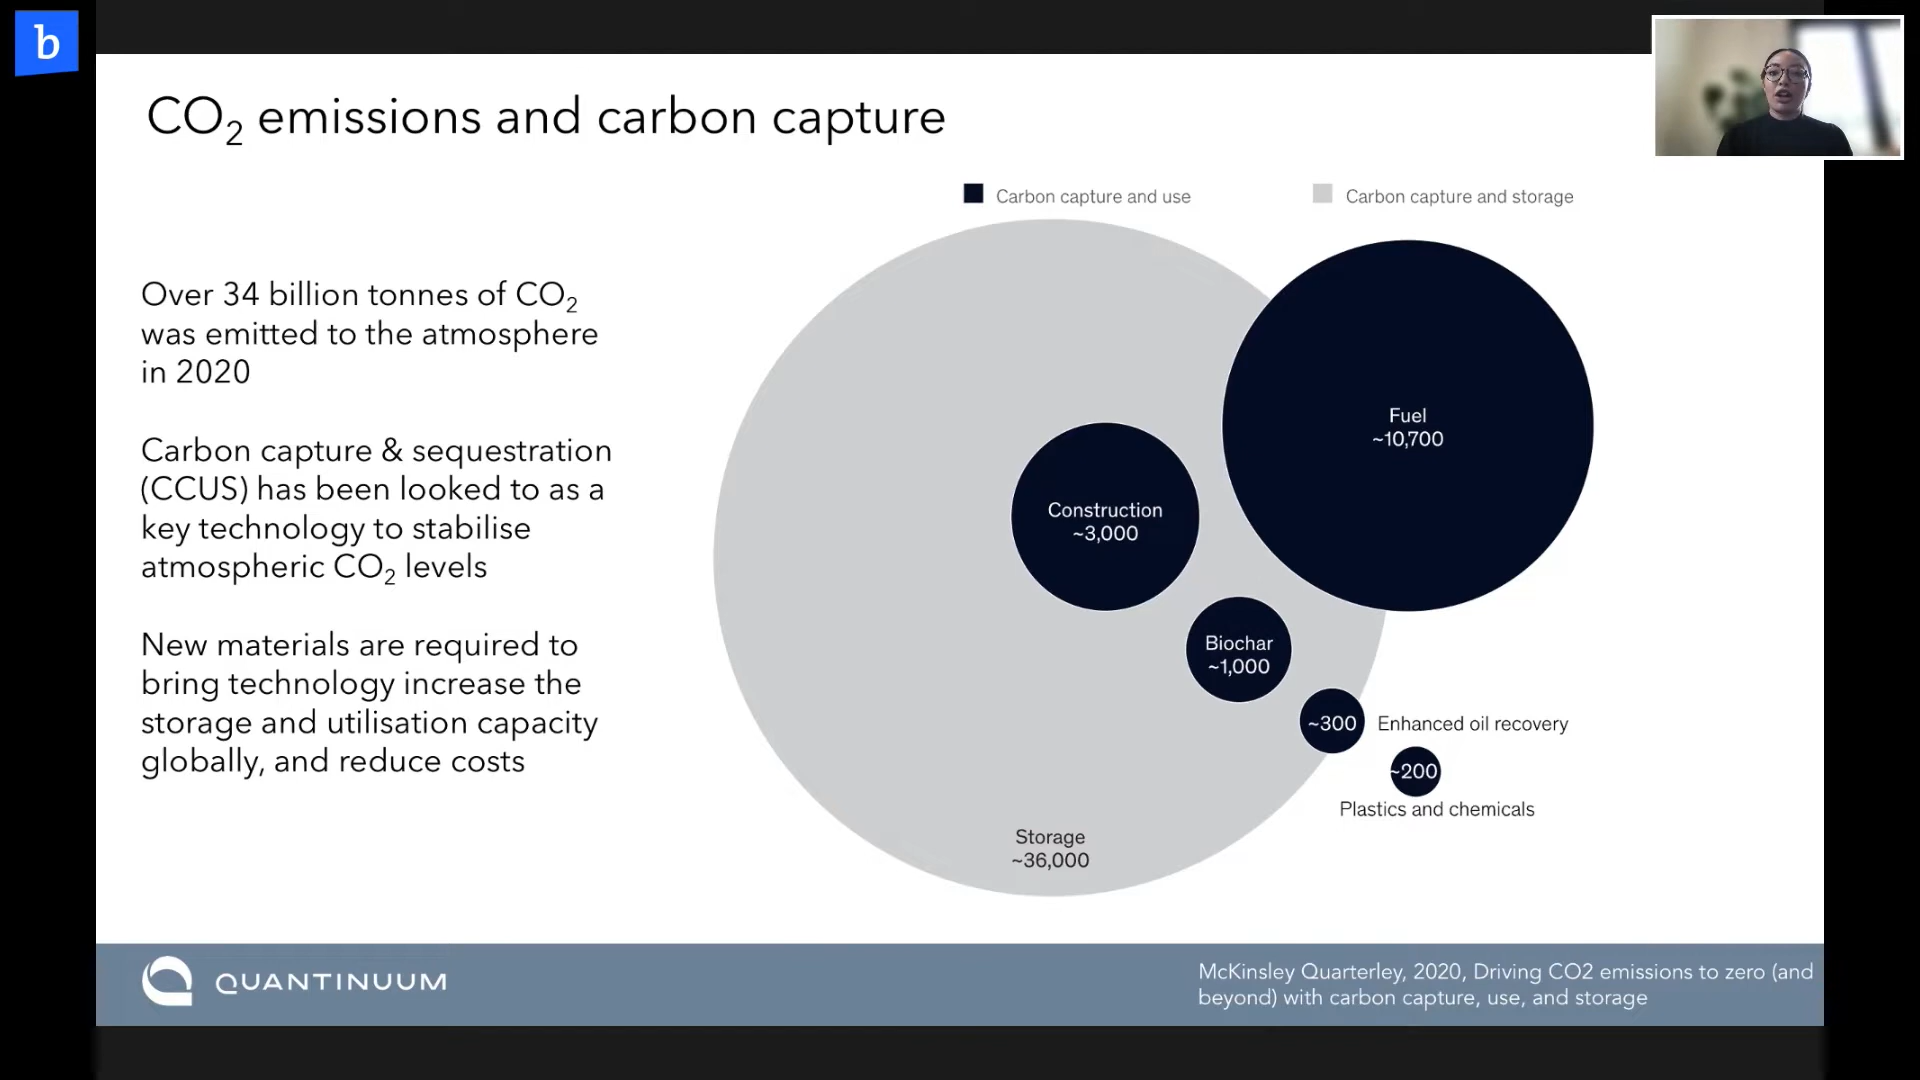 b
CO₂ emissions and carbon capture
Carbon capture and use
Carbon capture and storage
Over 34 billion tonnes of CO₂
was emitted to the atmosphere
in 2020
Carbon capture & sequestration
(CCUS) has been looked to as a
key technology to stabilise
atmospheric CO₂ levels
New materials are required to
bring technology increase the
storage and utilisation capacity
globally, and reduce costs
Fuel
~10,700
Construction
~3,000
Biochar
~1,000
~300
Enhanced oil recovery
~200
Plastics and chemicals
Storage
~36,000
QUANTINUUM
McKinsley Quarterley, 2020, Driving CO2 emissions to zero (and
beyond) with carbon capture, use, and storage